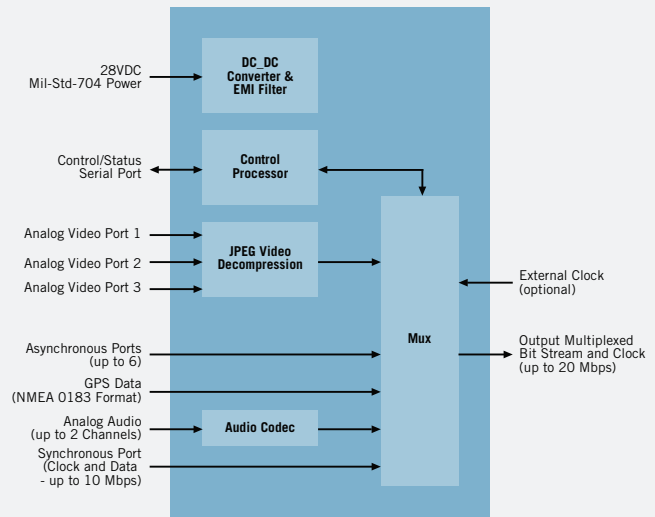 28VDC
Mil-Std-704 Power
DC_DC
Converter &
EMI Filter
Control/Status
Serial Port
Control
Processor
Analog Video Port 1
Analog Video Port 2
Analog Video Port 3
JPEG Video
Decompression
Mux
External Clock
(optional)
Output Multiplexed
Bit Stream and Clock
(up to 20 Mbps)
Asynchronous Ports
(up to 6)
GPS Data
(NMEA 0183 Format)
Analog Audio
(up to 2 Channels)
Audio Codec
Synchronous Port
(Clock and Data
- up to 10 Mbps)